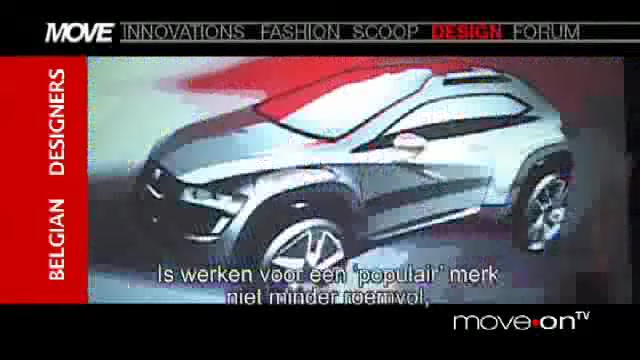 MOVE INNOVATIONS FASHION SCOOP DESIGN FORUM
BELGIAN DESIGNERS
Is werken voor een 'populair' merk
niet minder roemvol,
move•on TV